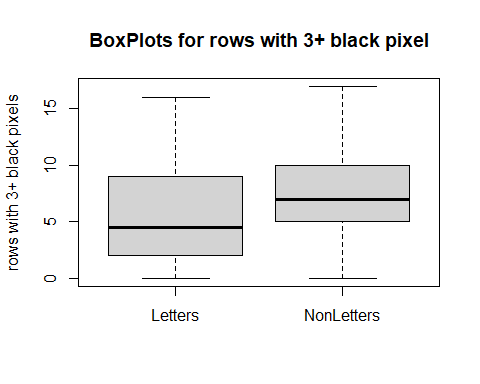 BoxPlots for rows with 3+ black pixel
rows with 3+ black pixels
15
10
5
0
Letters
NonLetters